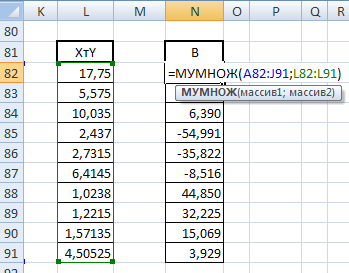 K L M N O P Q R
80
81 XтY B
82 17,75 =МУМНОЖ(A82:J91;L82:L91)
83 5,575 МУМНОЖ(массив1; массив2)
84 10,035 6,390
85 2,437 -54,991
86 2,7315 -35,822
87 6,4145 -8,516
88 1,0238 44,850
89 1,2215 32,225
90 1,57135 15,069
91 4,50525 3,929